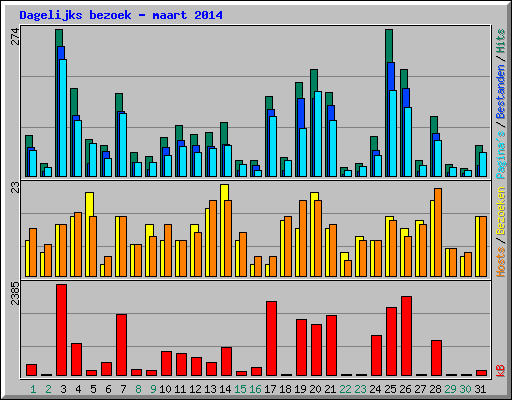 Dagelijks bezoek - maart 2014
274
23
2385
Hosts / Bezoeken Pagina's / Bestanden / Hits
kB
1 2 3 4 5 6 7 8 9 10 11 12 13 14 15 16 17 18 19 20 21 22 23 24 25 26 27 28 29 30 31